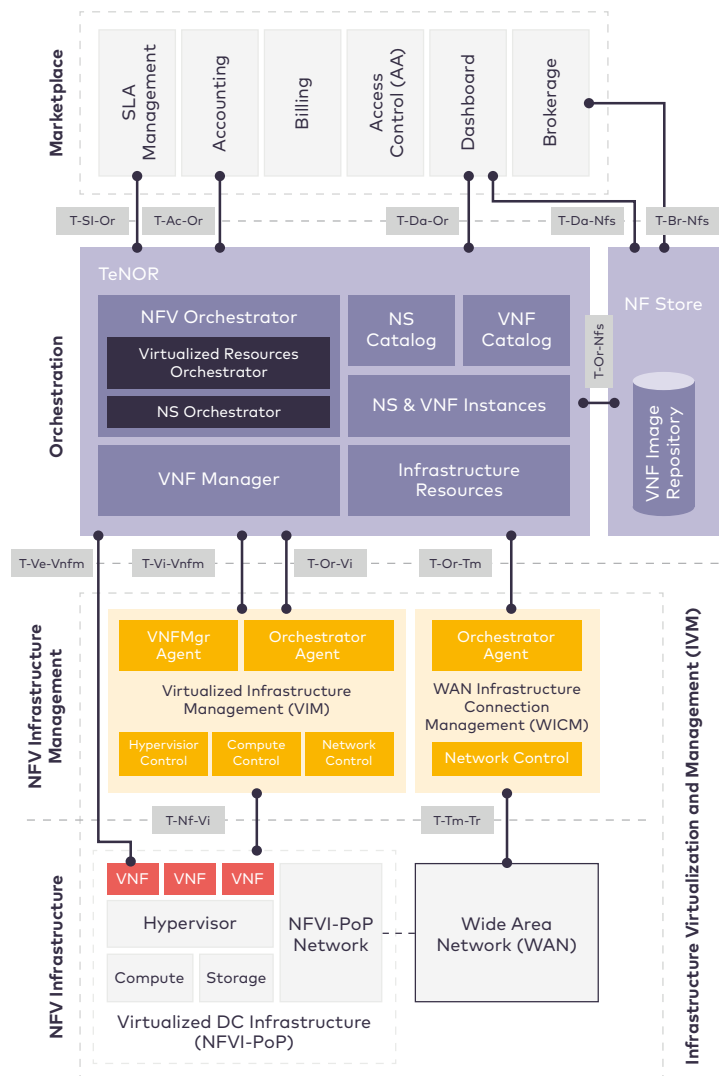 Marketplace
SLA
Management
Accounting
Billing
Access
Control (AA)
Dashboard
Brokerage
T-Sl-Or
T-Ac-Or
T-Da-Or
T-Da-Nfs
T-Br-Nfs
Orchestration
TeNOR
NFV Orchestrator
Virtualized Resources
Orchestrator
NS Orchestrator
NS
Catalog
VNF
Catalog
NS & VNF Instances
VNF Manager
Infrastructure
Resources
T-Or-Nfs
NF Store
VNF Image
Repository
T-Ve-Vnfm
T-Vi-Vnfm
T-Or-Vi
T-Or-Tm
NFV Infrastructure
Management
VNFMgr
Agent
Orchestrator
Agent
Virtualized Infrastructure
Management (VIM)
Hypervisior
Control
Compute
Control
Network
Control
Orchestrator
Agent
WAN Infrastructure
Connection
Management (WICM)
Network Control
Infrastructure Virtualization and Management (IVM)
T-Nf-Vi
T-Tm-Tr
NFV Infrastructure
VNF
VNF
VNF
Hypervisor
Compute
Storage
NFVI-PoP
Network
Virtualized DC Infrastructure
(NFVI-PoP)
Wide Area
Network (WAN)